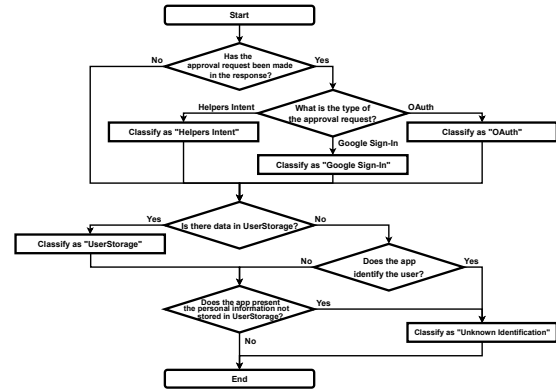 Start
Has the
approval request been made
in the response?
No
Yes
What is the type of
the approval request?
Helpers Intent
OAuth
Google Sign-In
Classify as "Helpers Intent"
Classify as "OAuth"
Classify as "Google Sign-In"
Is there data in UserStorage?
Yes
No
Classify as "UserStorage"
Does the app
identify the user?
No
Yes
Does the app present
the personal information not
stored in UserStorage?
Yes
No
Classify as "Unknown Identification"
End